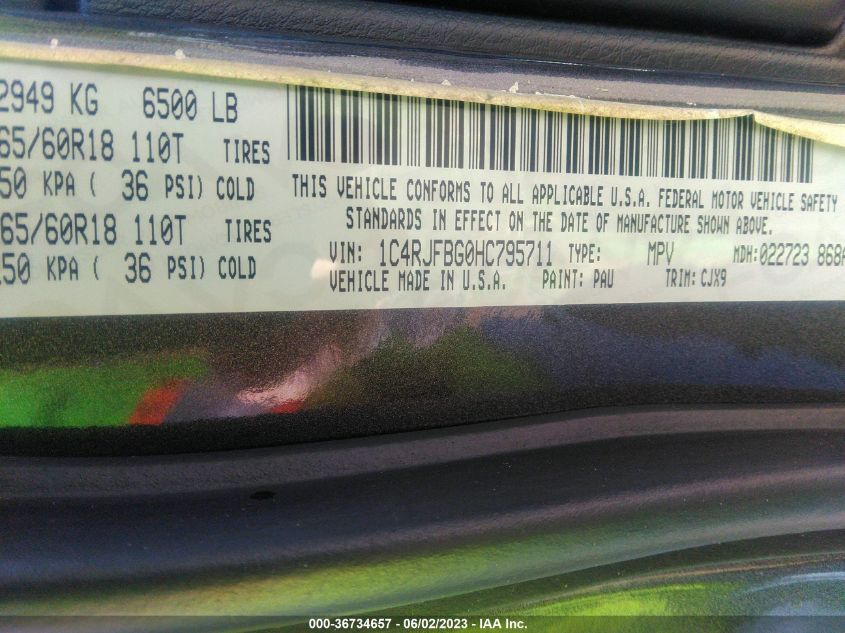 2949 KG 6500 LB
65/60R18 110T TIRES
50 KPA ( 36 PSI) COLD
65/60R18 110T
50 KPA ( 36 PSI) COLD
THIS VEHICLE CONFORMS TO ALL APPLICABLE U.S.A. FEDERAL MOTOR VEHICLE SAFETY
STANDARDS IN EFFECT ON THE DATE OF MANUFACTURE SHOWN ABOVE.
VIN: 1C4RJFBG0HC795711 TYPE: MPV MDH:022723 868A
VEHICLE MADE IN U.S.A. PAINT: PAU TRIM: CJX9
000-36734657 - 06/02/2023 - IAA Inc.